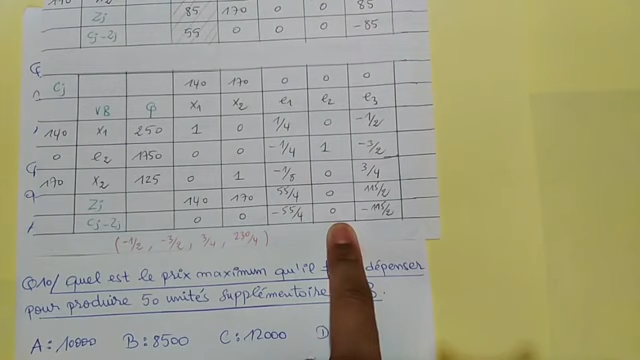 Zj 85 170 0 0 85
Cj-Zj 55 0 0 0 -85
Cj 140 170 0 0 0
VB Q x1 x2 e1 e2 e3
140 x1 250 1 0 1/4 0 -1/2
0 e2 1750 0 0 -1/4 1 -3/2
170 x2 125 0 1 -1/8 0 3/4
Zj 140 170 55/4 0 115/2
Cj-Zj 0 0 -55/4 0 -115/2
(-1/2, -3/2, 3/4, 230/4)
Q10/ Quel est le prix maximum qu'il dépenser
pour produire 50 unités supplémentoire
A: 10000 B: 8500 C: 12000 D